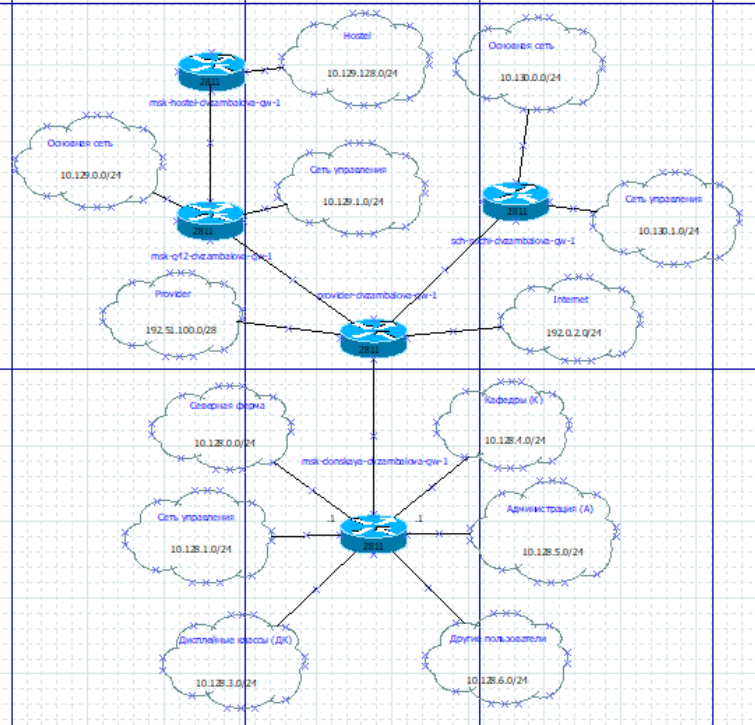 Hostel
10.129.128.0/24
2811
msk-hostel-dvzambalova-gw-1
Основная сеть
10.130.0.0/24
Основная сеть
10.129.0.0/24
Сеть управления
10.129.1.0/24
2811
msk-q42-dvzambalova-gw-1
2811
sch-sochi-dvzambalova-gw-1
Сеть управления
10.130.1.0/24
Provider
192.51.100.0/28
provider-dvzambalova-gw-1
2811
Internet
192.0.2.0/24
Северная ферма
10.128.0.0/24
Кафедры (К)
10.128.4.0/24
msk-donskaya-dvzambalova-gw-1
Сеть управления
10.128.1.0/24
.1
.1
2811
Администрация (А)
10.128.5.0/24
Дисплейные классы (ДК)
10.128.3.0/24
Другие пользователи
10.128.6.0/24